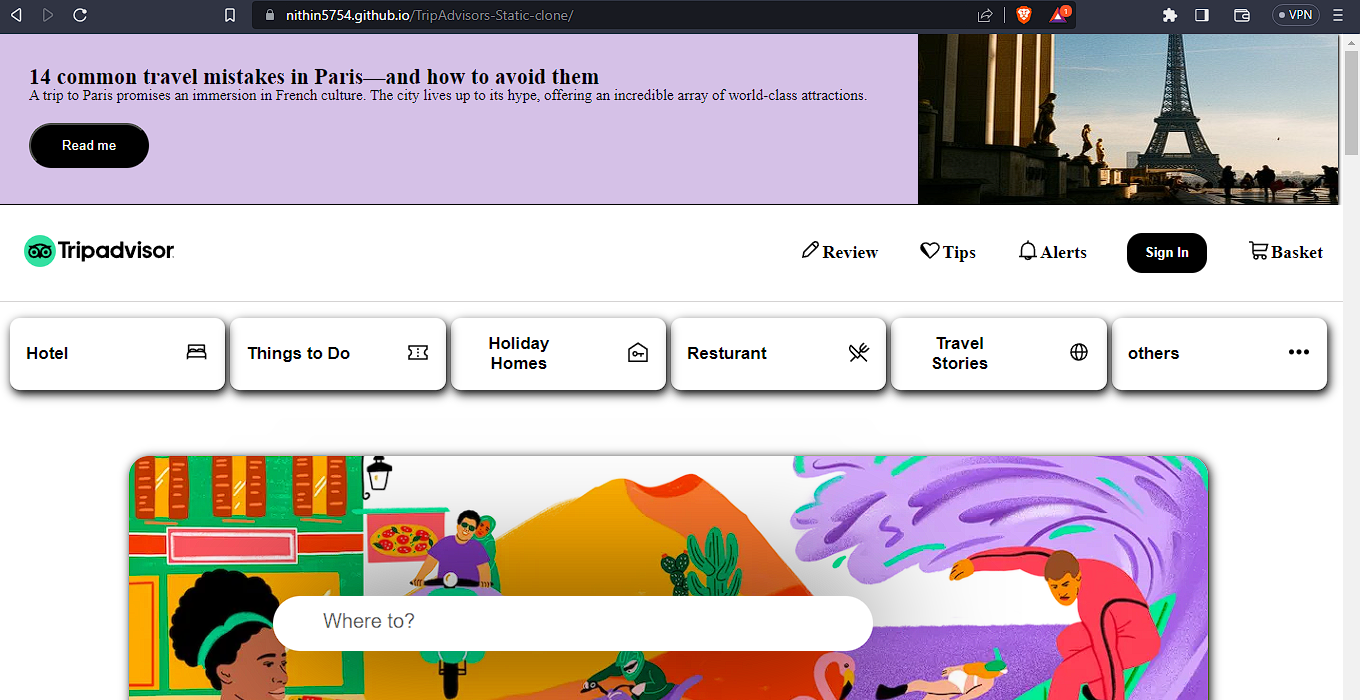 nithin5754.github.io/TripAdvisors-Static-clone/
1
VPN
14 common travel mistakes in Paris—and how to avoid them
A trip to Paris promises an immersion in French culture. The city lives up to its hype, offering an incredible array of world-class attractions.
Read me
Tripadvisor
Review
Tips
Alerts
Sign In
Basket
Hotel
Things to Do
Holiday
Homes
Resturant
Travel
Stories
others
Where to?